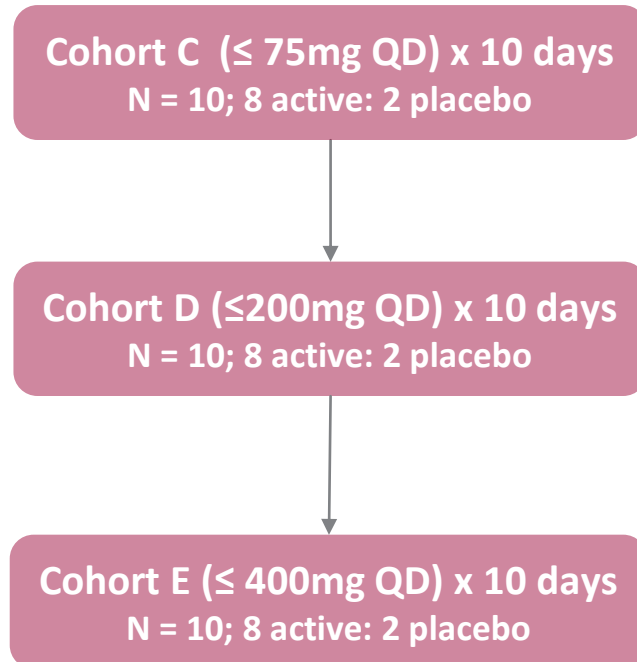 Cohort C  (≤ 75mg QD) x 10 days
N = 10; 8 active: 2 placebo
Cohort D (≤200mg QD) x 10 days
N = 10; 8 active: 2 placebo
Cohort E (≤ 400mg QD) x 10 days
N = 10; 8 active: 2 placebo